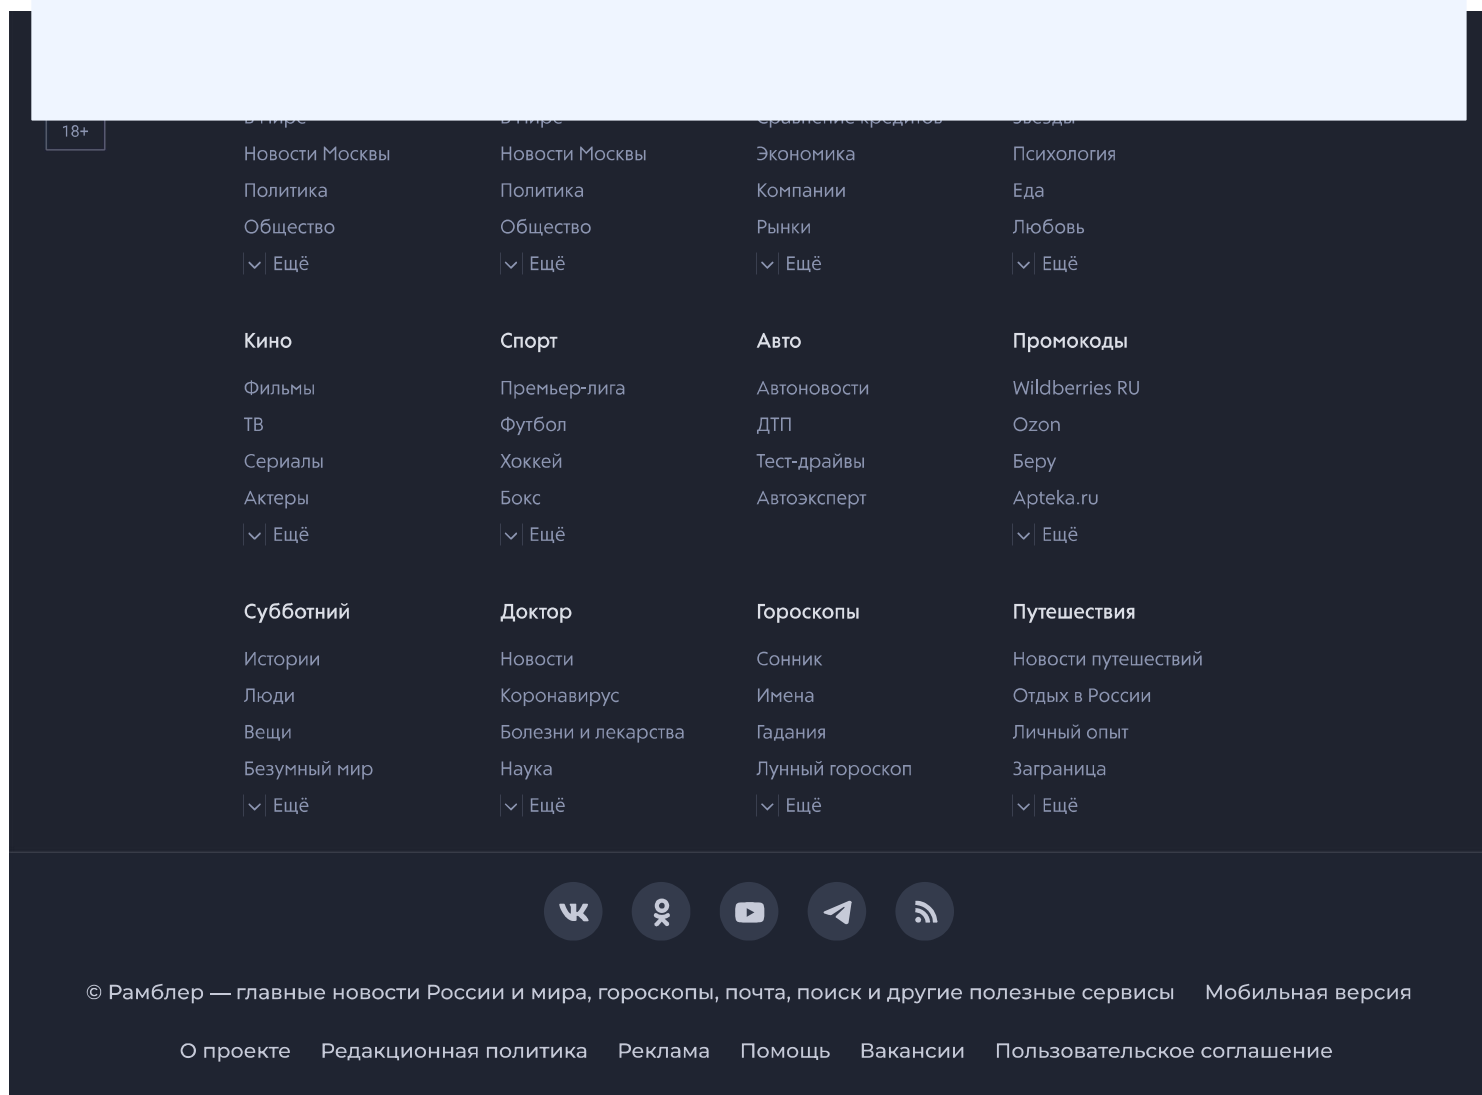 18+
В мире
В мире
Сравнение кредитов
Звёзды
Новости Москвы
Новости Москвы
Экономика
Психология
Политика
Политика
Компании
Еда
Общество
Общество
Рынки
Любовь
Ещё
Ещё
Ещё
Ещё
Кино
Спорт
Авто
Промокоды
Фильмы
Премьер-лига
Автоновости
Wildberries RU
ТВ
Футбол
ДТП
Ozon
Сериалы
Хоккей
Тест-драйвы
Беру
Актеры
Бокс
Автоэксперт
Apteka.ru
Ещё
Ещё
Ещё
Субботний
Доктор
Гороскопы
Путешествия
Истории
Новости
Сонник
Новости путешествий
Люди
Коронавирус
Имена
Отдых в России
Вещи
Болезни и лекарства
Гадания
Личный опыт
Безумный мир
Наука
Лунный гороскоп
Заграница
Ещё
Ещё
Ещё
Ещё
© Рамблер — главные новости России и мира, гороскопы, почта, поиск и другие полезные сервисы Мобильная версия
О проекте Редакционная политика Реклама Помощь Вакансии Пользовательское соглашение